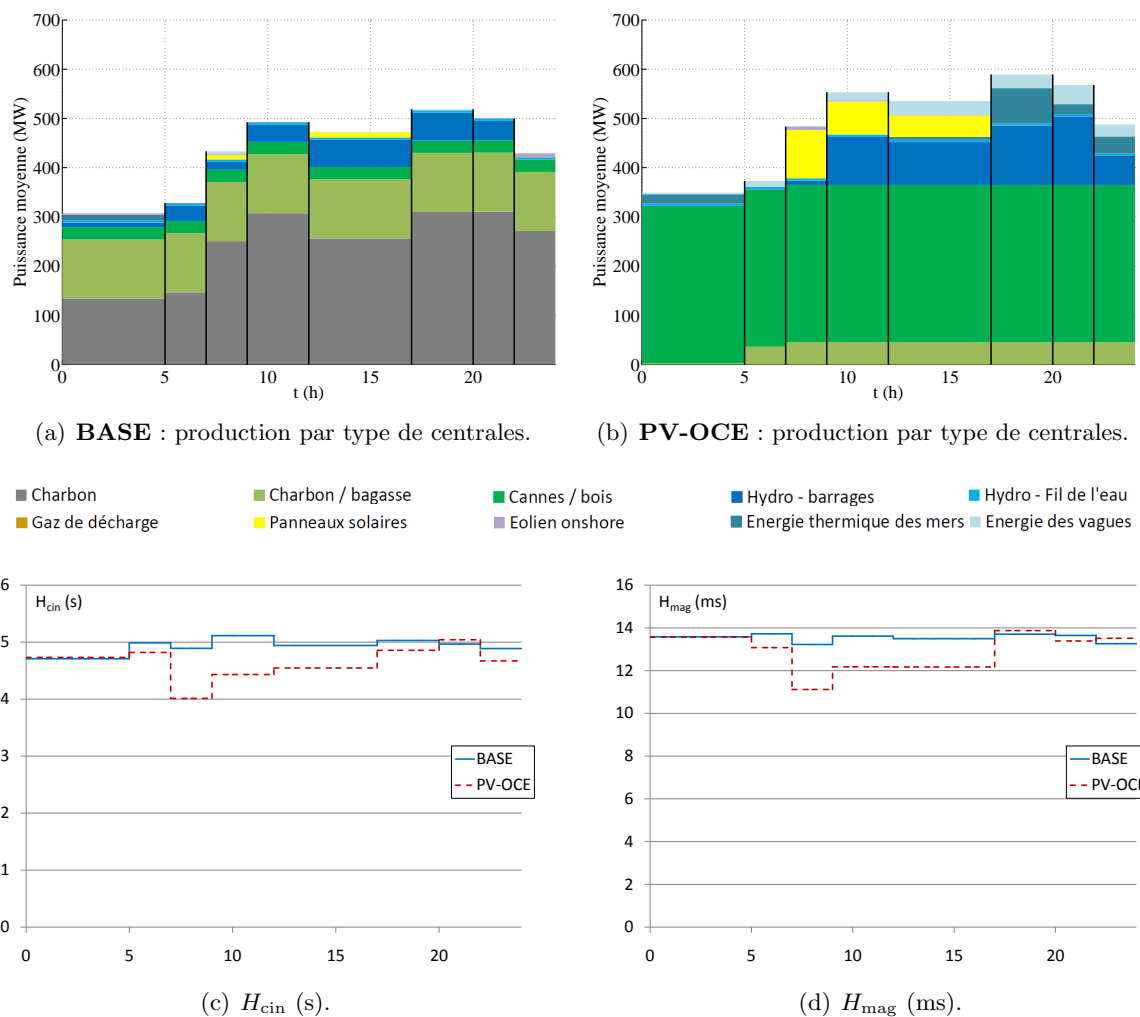 700
600
500
400
300
200
100
0
Puissance moyenne (MW)
0 5 10 15 20
t (h)
(a) BASE : production par type de centrales.
700
600
500
400
300
200
100
0
Puissance moyenne (MW)
0 5 10 15 20
t (h)
(b) PV-OCE : production par type de centrales.
Charbon Charbon / bagasse Cannes / bois Hydro - barrages Hydro - Fil de l'eau
Gaz de décharge Panneaux solaires Eolien onshore Energie thermique des mers Energie des vagues
6
5
4
3
2
1
0
H_cin (s)
BASE
PV-OCE
0 5 10 15 20
(c) H_cin (s).
16
14
12
10
8
6
4
2
0
H_mag (ms)
BASE
PV-OCE
0 5 10 15 20
(d) H_mag (ms).